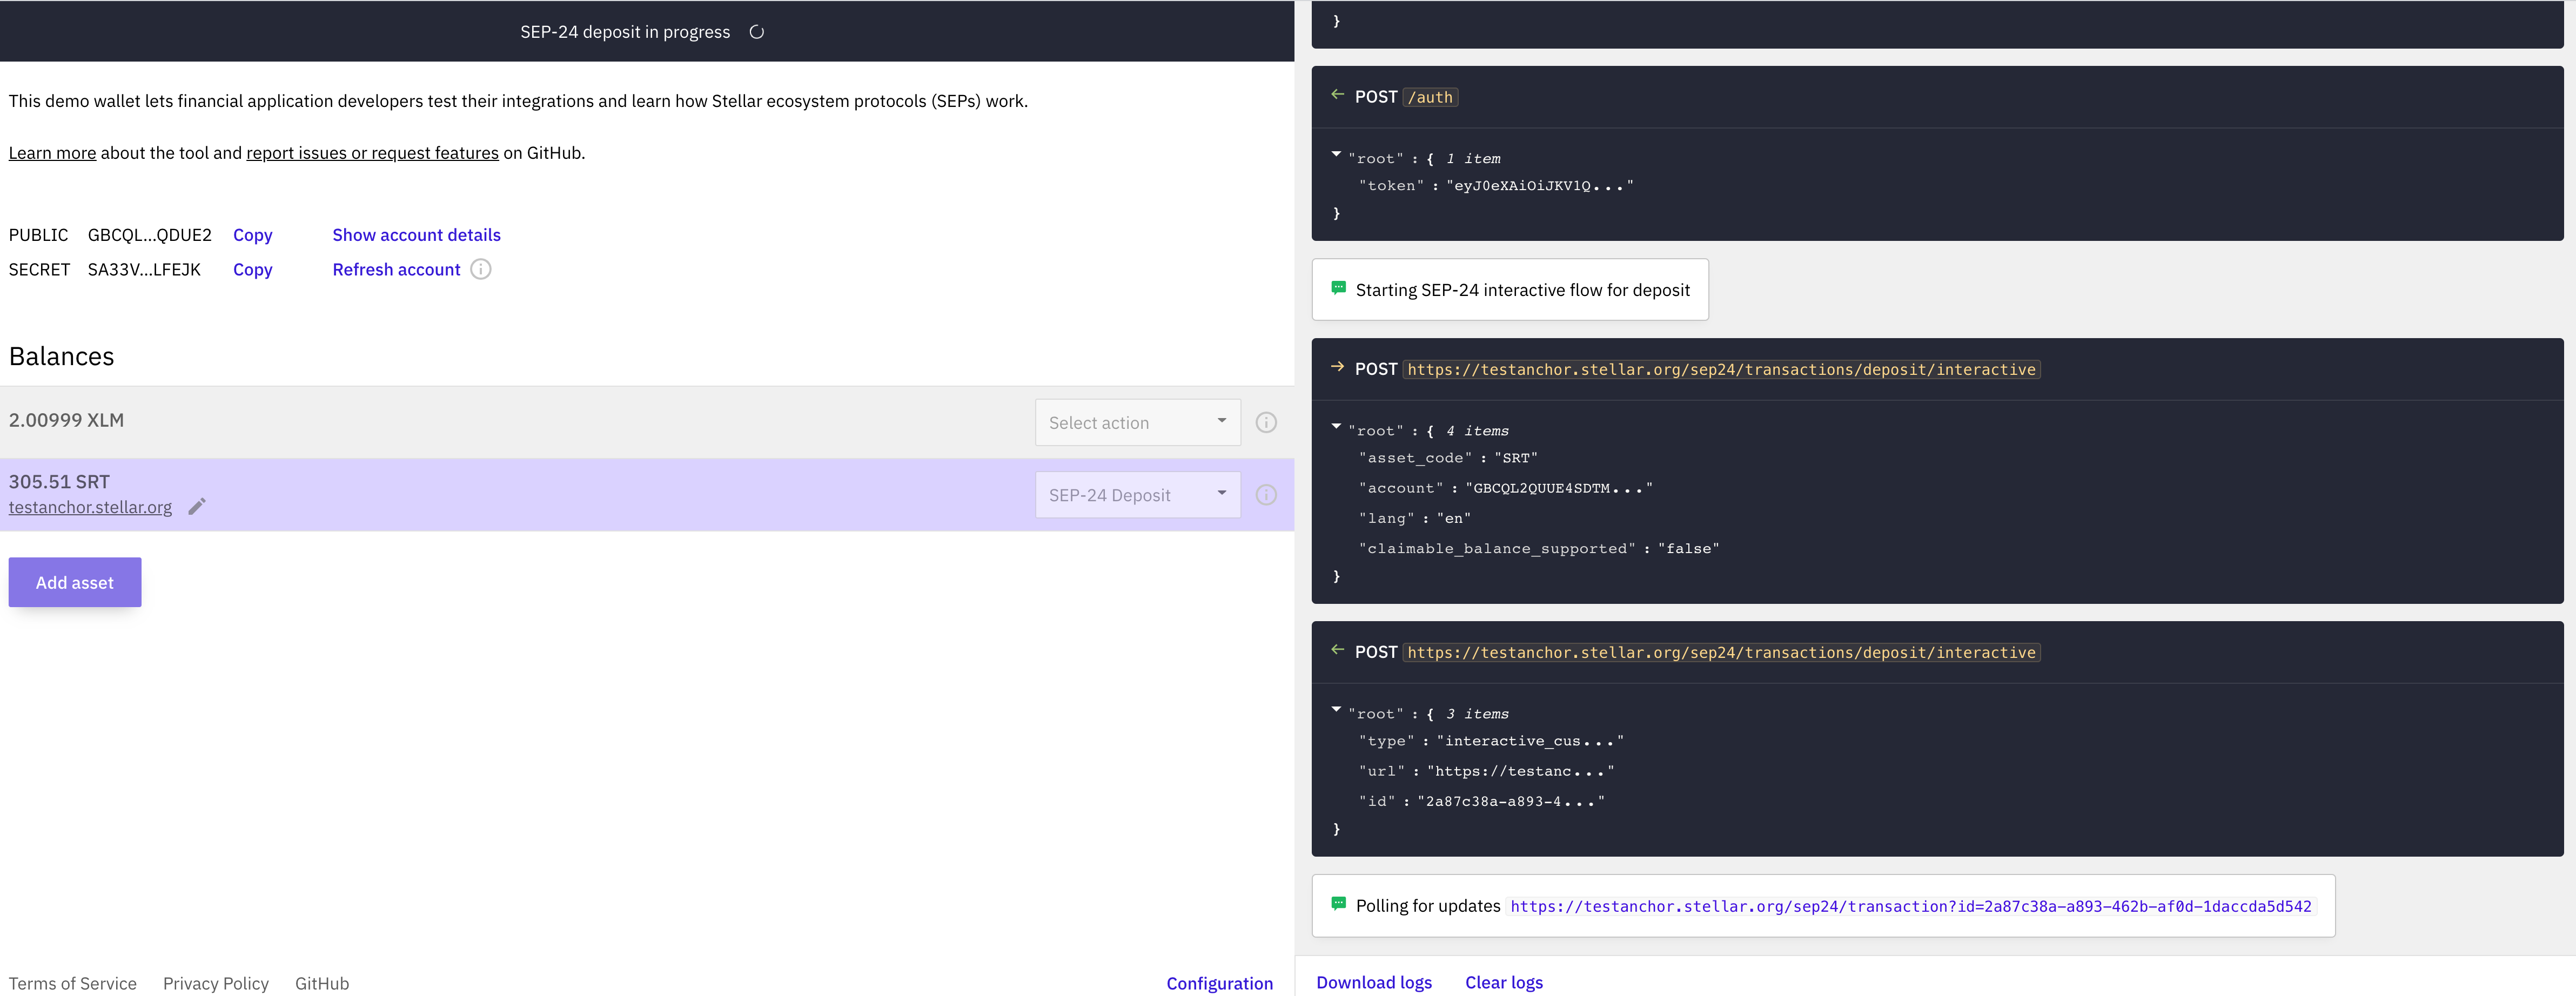 SEP-24 deposit in progress
This demo wallet lets financial application developers test their integrations and learn how Stellar ecosystem protocols (SEPs) work.
Learn more about the tool and report issues or request features on GitHub.
PUBLIC GBCQL...QDUE2 Copy Show account details
SECRET SA33V...LFEJK Copy Refresh account
Balances
2.00999 XLM Select action
305.51 SRT
testanchor.stellar.org SEP-24 Deposit
Add asset
Terms of Service Privacy Policy GitHub Configuration
}
POST /auth
"root" : { 1 item
"token" : "eyJ0eXAiOiJKV1Q..."
}
Starting SEP-24 interactive flow for deposit
POST https://testanchor.stellar.org/sep24/transactions/deposit/interactive
"root" : { 4 items
"asset_code" : "SRT"
"account" : "GBCQL2QUUE4SDTM..."
"lang" : "en"
"claimable_balance_supported" : "false"
}
POST https://testanchor.stellar.org/sep24/transactions/deposit/interactive
"root" : { 3 items
"type" : "interactive_cus..."
"url" : "https://testanc..."
"id" : "2a87c38a-a893-4..."
}
Polling for updates https://testanchor.stellar.org/sep24/transaction?id=2a87c38a-a893-462b-af0d-1daccda5d542
Download logs Clear logs